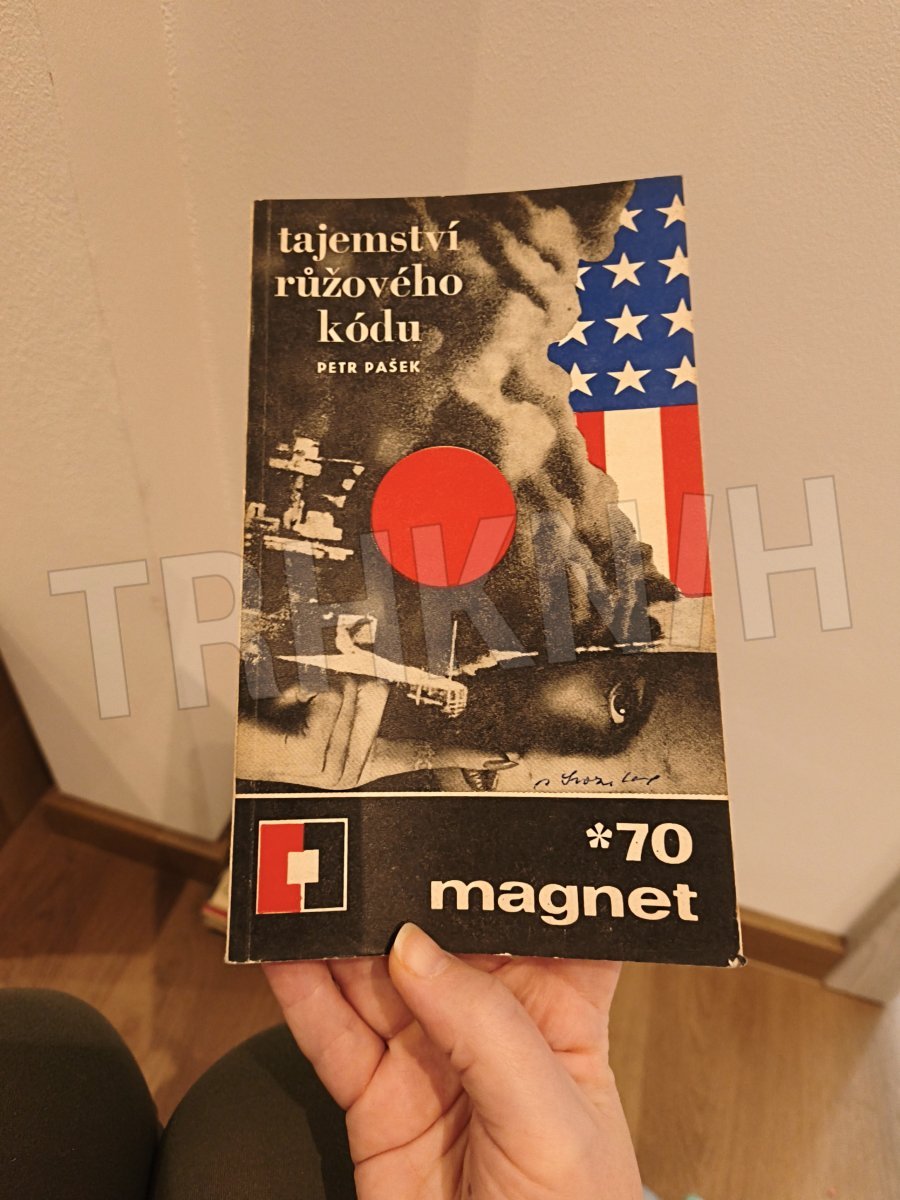 tajemství
růžového
kódu
PETR PAŠEK
TRHKNIH
*70
magnet